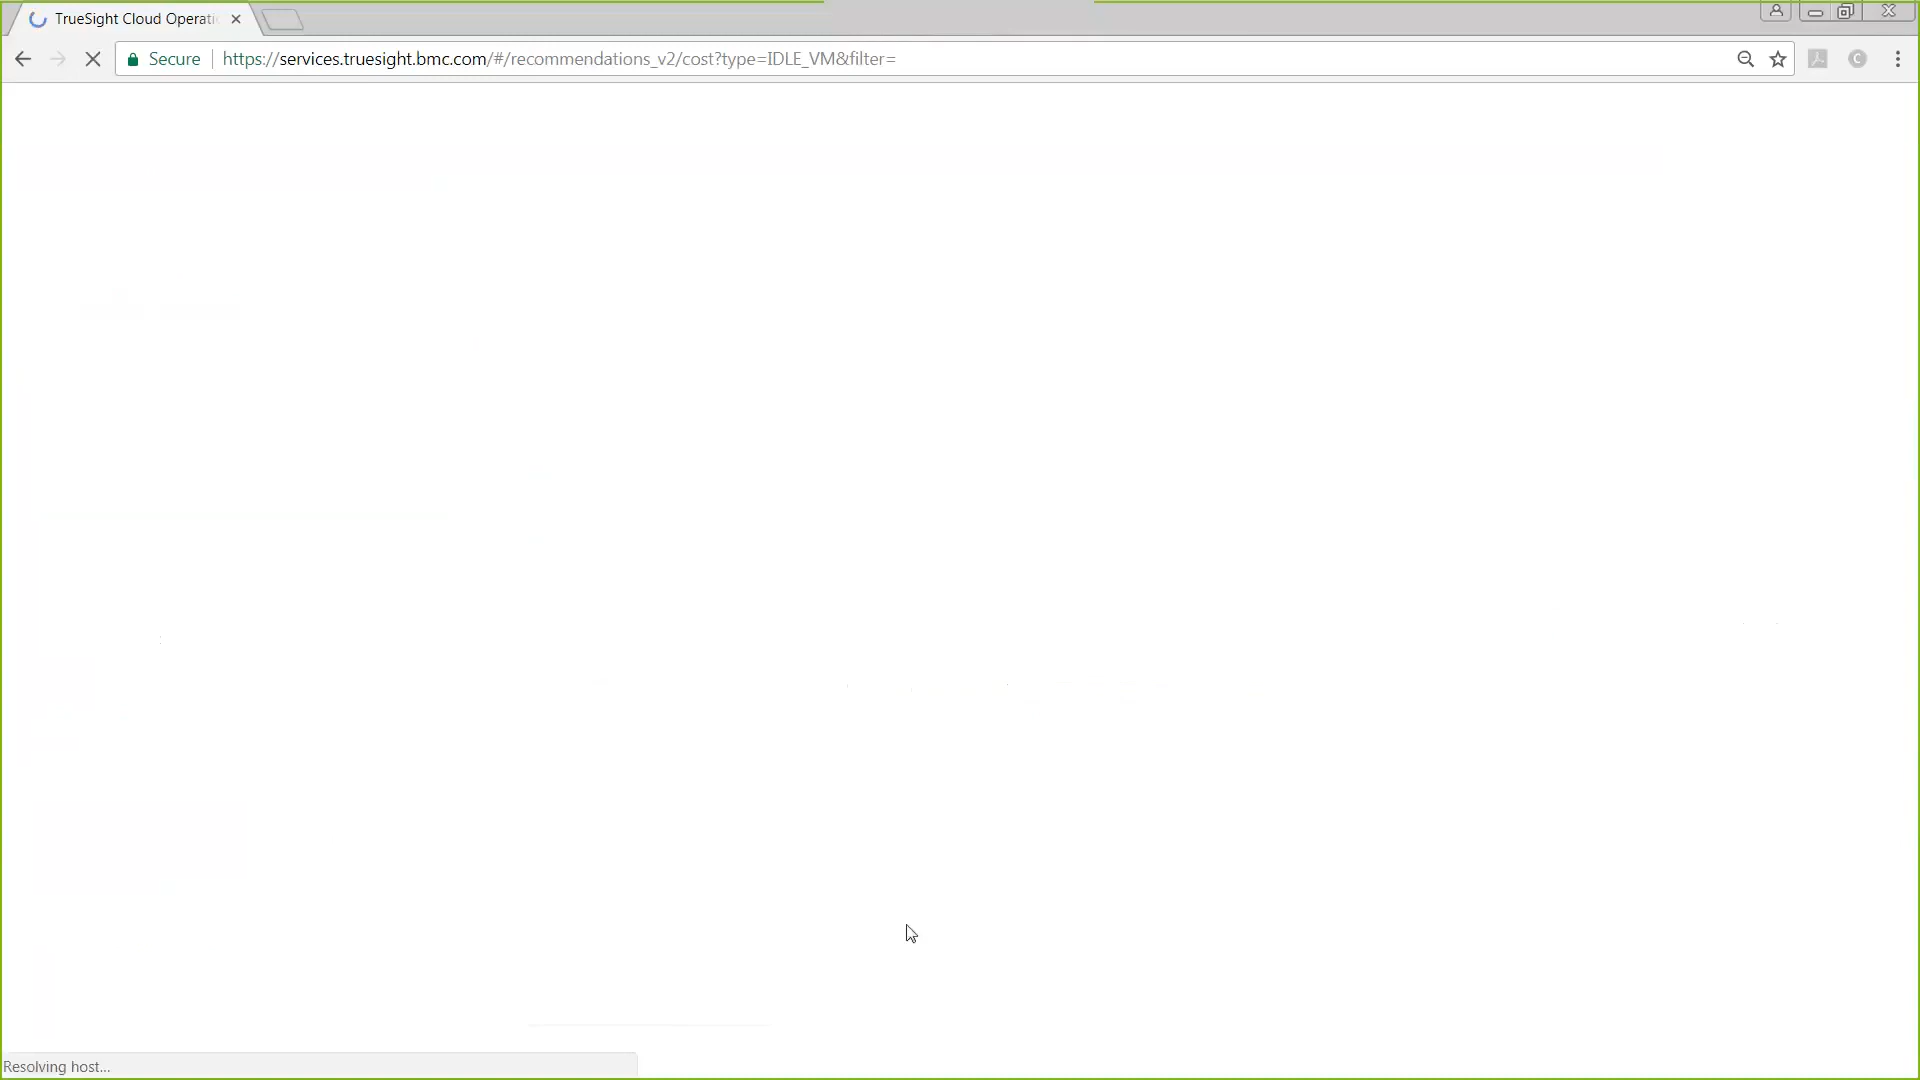 TrueSight Cloud Operati
Secure
https://services.truesight.bmc.com/#/recommendations_v2/cost?type=IDLE_VM&filter=
C
Resolving host...